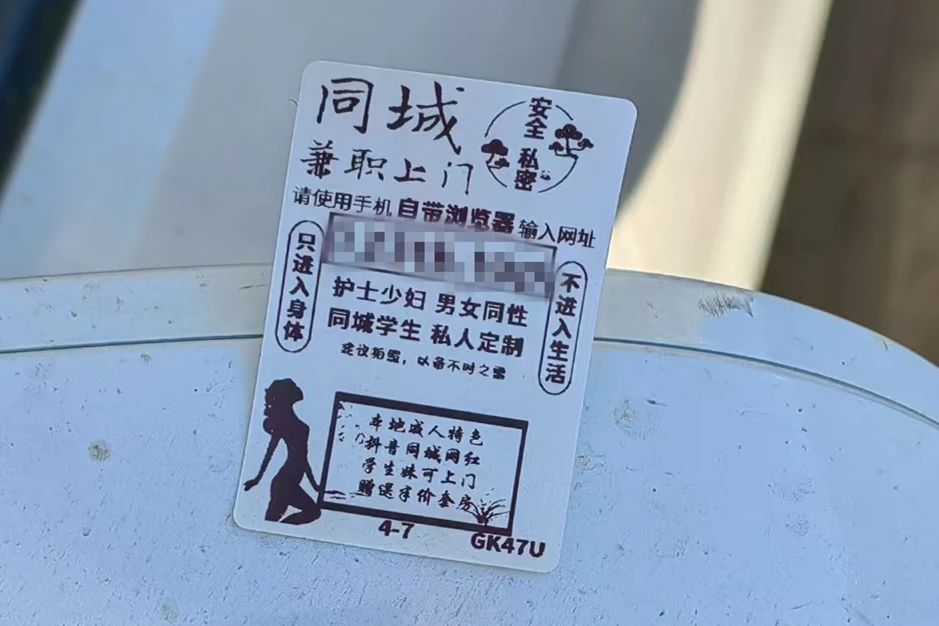 同城
兼职上门
安全
私密
请使用手机自带浏览器输入网址
只进入身体
不进入生活
护士少妇 男女同性
同城学生 私人定制
建议拍照，以备不时之需
本地成人特色
抖音同城网红
学生妹可上门
赠送半价套房
4-7
GK47U